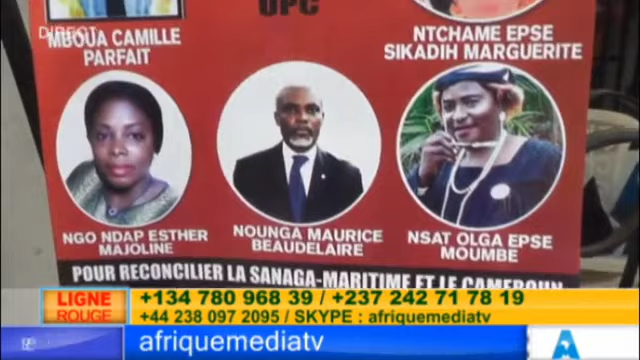 DIRECT
UPC
MBOUA CAMILLE
PARFAIT
NTCHAME EPSE
SIKADIH MARGUERITE
NGO NDAP ESTHER
MAJOLINE
NOUNGA MAURICE
BEAUDELAIRE
NSAT OLGA EPSE
MOUMBE
POUR RECONCILIER LA SANAGA-MARITIME ET LE CAMEROUN
LIGNE
ROUGE
+134 780 968 39 / +237 242 71 78 19
+44 238 097 2095 / SKYPE : afriquemediatv
afriquemediatv
A